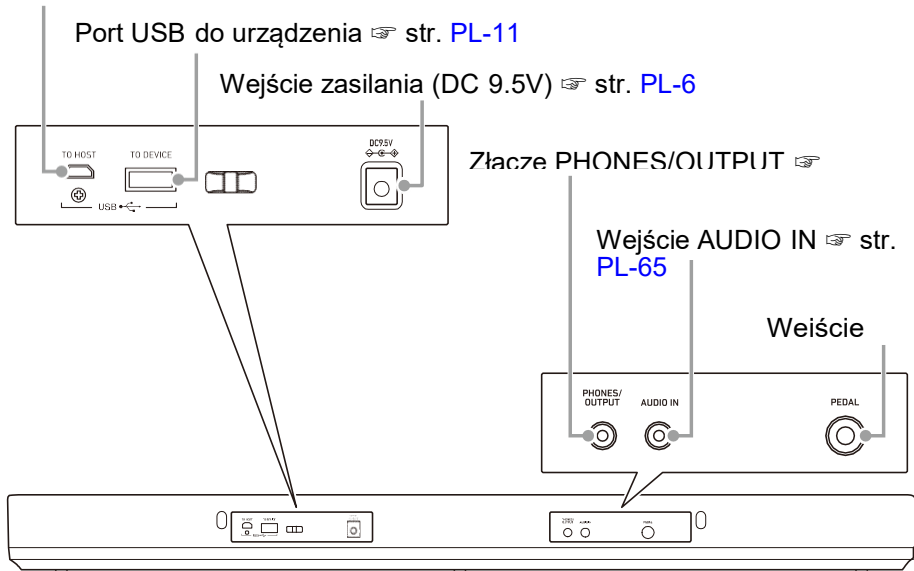 Port USB do urządzenia ☞ str. PL-11
Wejście zasilania (DC 9.5V) ☞ str. PL-6
TO HOST
TO DEVICE
DC9.5V
USB
Złącze PHONES/OUTPUT ☞
Wejście AUDIO IN ☞ str.
PL-65
Wejście
PHONES/
OUTPUT
AUDIO IN
PEDAL